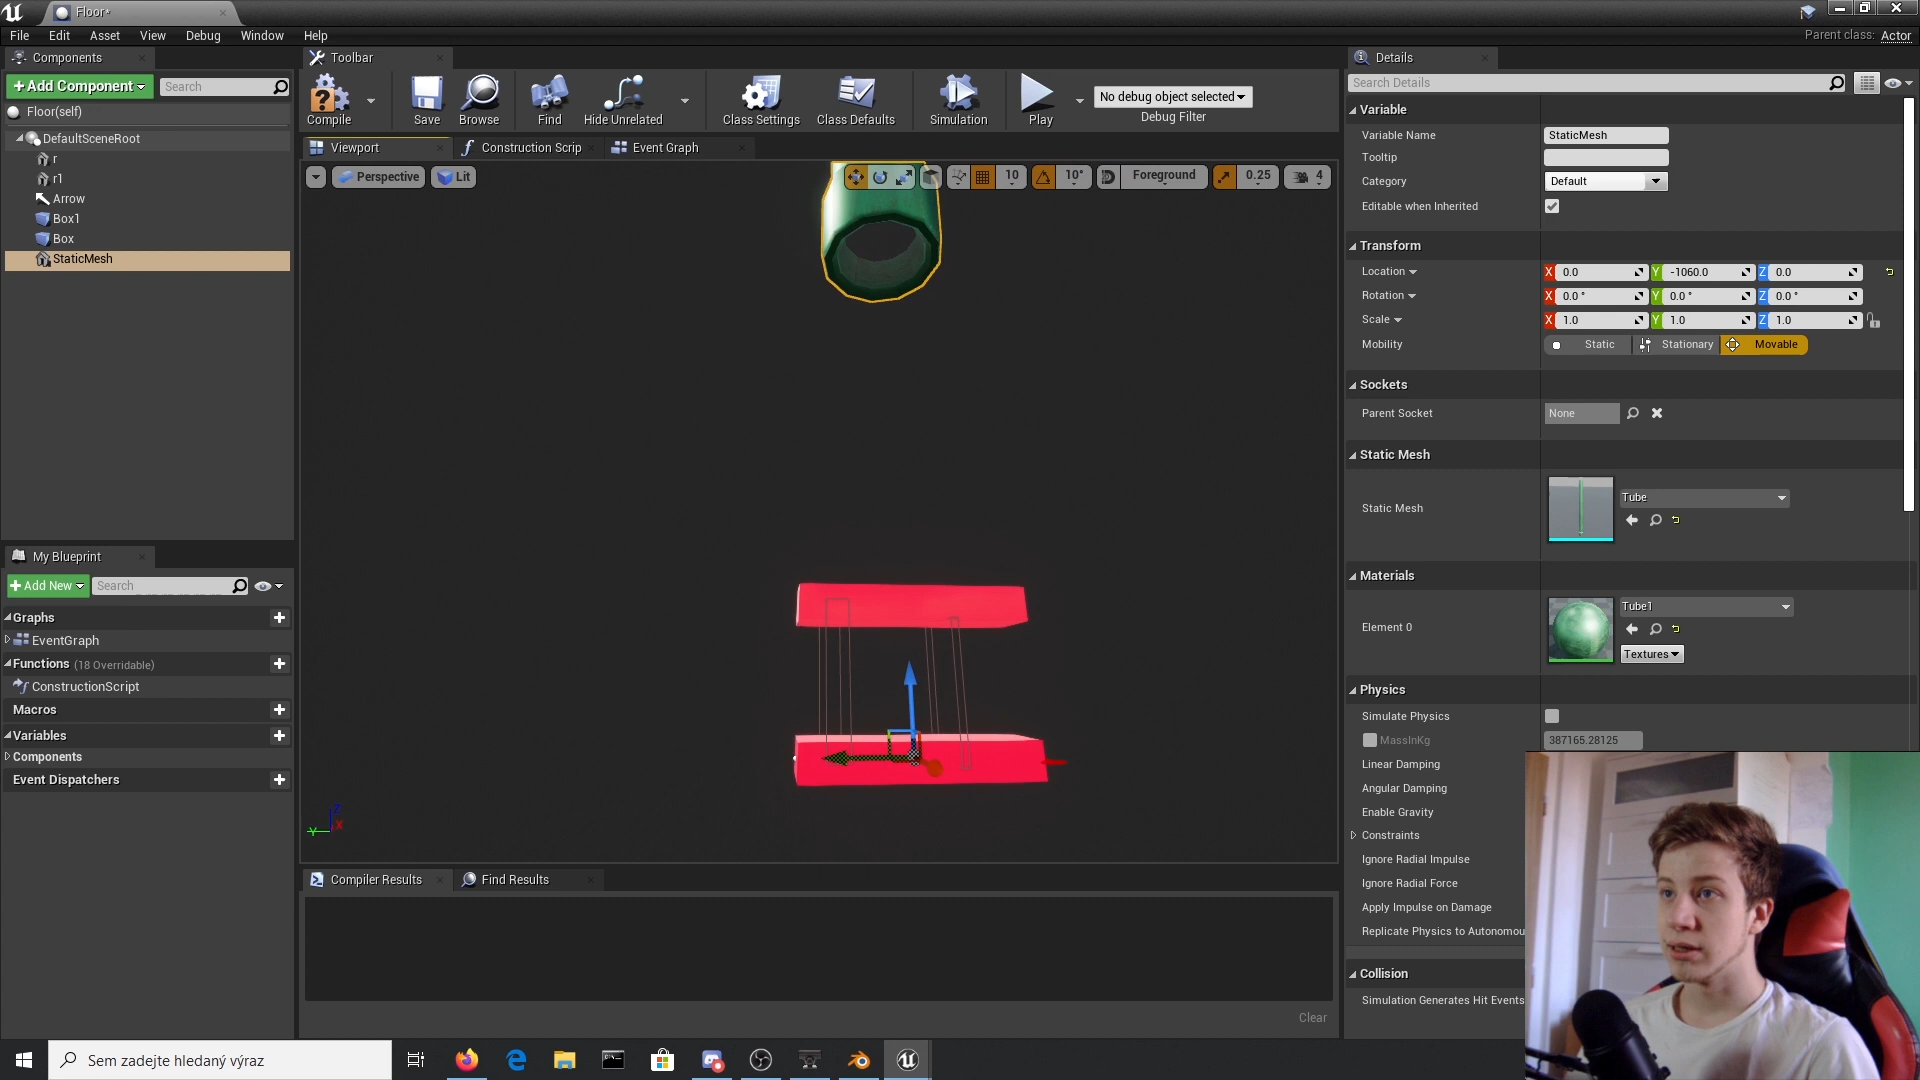 Floor*
File Edit Asset View Debug Window Help
Parent class: Actor
Components
+Add Component
Search
Floor(self)
DefaultSceneRoot
r
r1
Arrow
Box1
Box
StaticMesh
Toolbar
Compile
Save
Browse
Find
Hide Unrelated
Class Settings
Class Defaults
Simulation
Play
No debug object selected
Debug Filter
Viewport
Construction Scrip
Event Graph
Perspective
Lit
10
10°
Foreground
0.25
4
Z
Y
X
My Blueprint
+Add New
Search
Graphs
EventGraph
Functions (18 Overridable)
ConstructionScript
Macros
Variables
Components
Event Dispatchers
Compiler Results
Find Results
Clear
Details
Search Details
Variable
Variable Name StaticMesh
Tooltip
Category Default
Editable when Inherited
Transform
Location X 0.0 Y -1060.0 Z 0.0
Rotation X 0.0 ° Y 0.0 ° Z 0.0 °
Scale X 1.0 Y 1.0 Z 1.0
Mobility Static Stationary Movable
Sockets
Parent Socket None
Static Mesh
Static Mesh Tube
Materials
Element 0 Tube1
Textures
Physics
Simulate Physics
MassInKg 387165.28125
Linear Damping
Angular Damping
Enable Gravity
Constraints
Ignore Radial Impulse
Ignore Radial Force
Apply Impulse on Damage
Replicate Physics to Autonomou
Collision
Simulation Generates Hit Events
Sem zadejte hledaný výraz